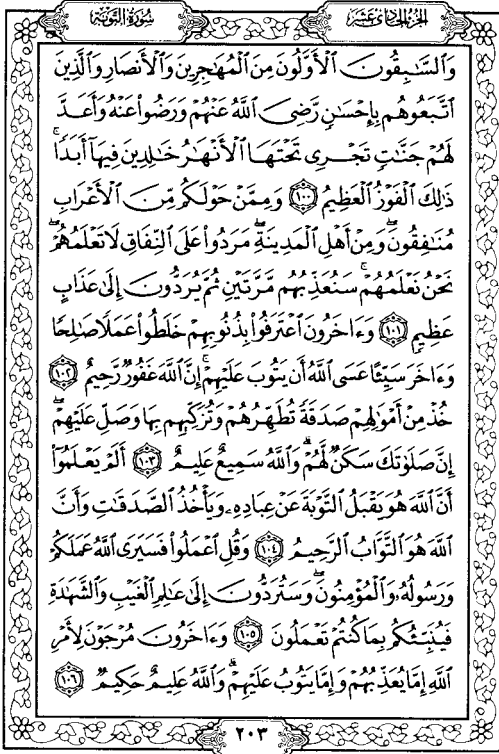 الجزء الحادي عشر
سورة التوبة
وَالسَّٰبِقُونَ الْأَوَّلُونَ مِنَ الْمُهَٰجِرِينَ وَالْأَنصَارِ وَالَّذِينَ
اتَّبَعُوهُم بِإِحْسَٰنٍ رَّضِيَ اللَّهُ عَنْهُمْ وَرَضُوا۟ عَنْهُ وَأَعَدَّ
لَهُمْ جَنَّٰتٍ تَجْرِي تَحْتَهَا الْأَنْهَٰرُ خَٰلِدِينَ فِيهَآ أَبَدًا ۚ
ذَٰلِكَ الْفَوْزُ الْعَظِيمُ ١٠٠ وَمِمَّنْ حَوْلَكُم مِّنَ الْأَعْرَابِ
مُنَٰفِقُونَ ۖ وَمِنْ أَهْلِ الْمَدِينَةِ ۖ مَرَدُوا۟ عَلَى النِّفَاقِ لَا تَعْلَمُهُمْ ۖ
نَحْنُ نَعْلَمُهُمْ ۚ سَنُعَذِّبُهُم مَّرَّتَيْنِ ثُمَّ يُرَدُّونَ إِلَىٰ عَذَابٍ
عَظِيمٍ ١٠١ وَءَاخَرُونَ اعْتَرَفُوا۟ بِذُنُوبِهِمْ خَلَطُوا۟ عَمَلًا صَٰلِحًا
وَءَاخَرَ سَيِّئًا عَسَى اللَّهُ أَن يَتُوبَ عَلَيْهِمْ ۚ إِنَّ اللَّهَ غَفُورٌ رَّحِيمٌ ١٠٢
خُذْ مِنْ أَمْوَٰلِهِمْ صَدَقَةً تُطَهِّرُهُمْ وَتُزَكِّيهِم بِهَا وَصَلِّ عَلَيْهِمْ ۖ
إِنَّ صَلَوٰتَكَ سَكَنٌ لَّهُمْ ۗ وَاللَّهُ سَمِيعٌ عَلِيمٌ ١٠٣ أَلَمْ يَعْلَمُوٓا۟
أَنَّ اللَّهَ هُوَ يَقْبَلُ التَّوْبَةَ عَنْ عِبَادِهِۦ وَيَأْخُذُ الصَّدَقَٰتِ وَأَنَّ
اللَّهَ هُوَ التَّوَّابُ الرَّحِيمُ ١٠٤ وَقُلِ اعْمَلُوا۟ فَسَيَرَى اللَّهُ عَمَلَكُمْ
وَرَسُولُهُۥ وَالْمُؤْمِنُونَ ۖ وَسَتُرَدُّونَ إِلَىٰ عَٰلِمِ الْغَيْبِ وَالشَّهَٰدَةِ
فَيُنَبِّئُكُم بِمَا كُنتُمْ تَعْمَلُونَ ١٠٥ وَءَاخَرُونَ مُرْجَوْنَ لِأَمْرِ
اللَّهِ إِمَّا يُعَذِّبُهُمْ وَإِمَّا يَتُوبُ عَلَيْهِمْ ۗ وَاللَّهُ عَلِيمٌ حَكِيمٌ ١٠٦
٢٠٣